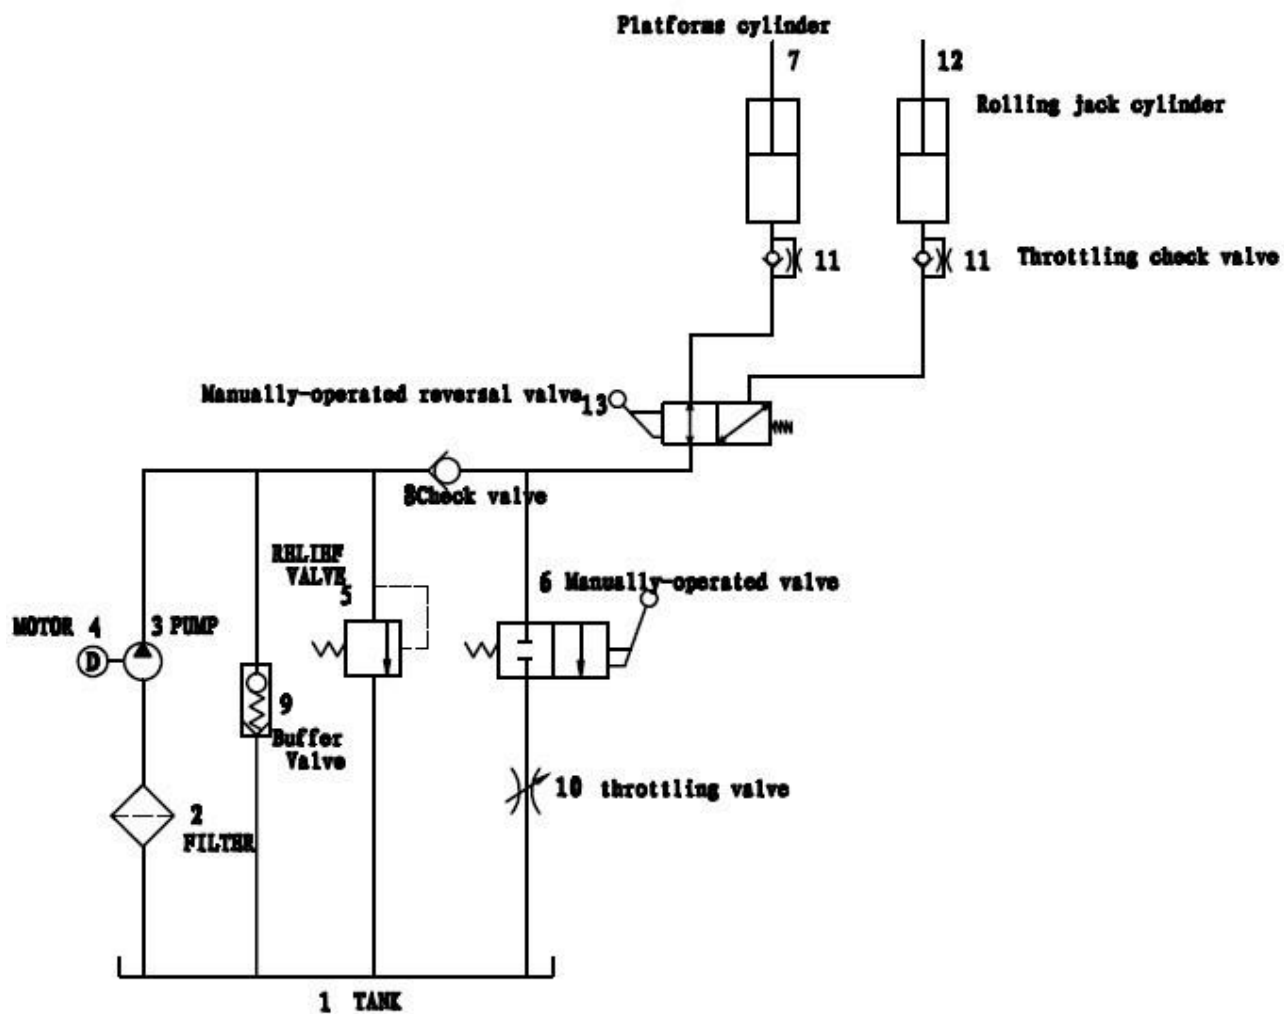 Platforms cylinder
7
12
Rolling jack cylinder
11
11
Throttling check valve
Manually-operated reversal valve
13
8Check valve
RELIEF
VALVE
5
6 Manually-operated valve
MOTOR 4
3 PUMP
D
9
Buffer
Valve
10 throttling valve
2
FILTER
1 TANK